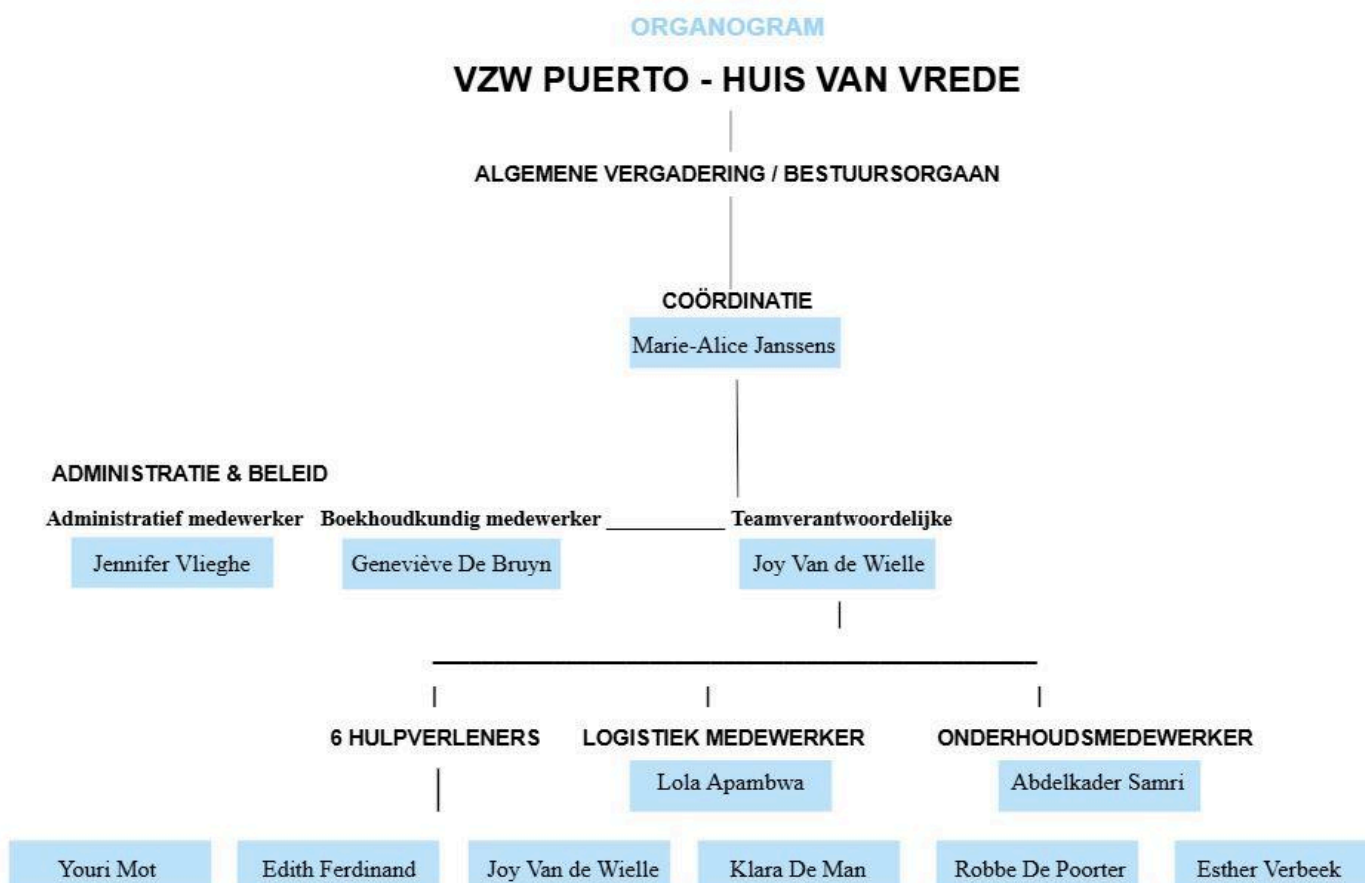 ORGANOGRAM
VZW PUERTO - HUIS VAN VREDE
ALGEMENE VERGADERING / BESTUURSORGAAN
COÖRDINATIE
Marie-Alice Janssens
ADMINISTRATIE & BELEID
Administratief medewerker Boekhoudkundig medewerker __________ Teamverantwoordelijke
Jennifer Vlieghe Geneviève De Bruyn Joy Van de Wielle
6 HULPVERLENERS LOGISTIEK MEDEWERKER ONDERHOUDSMEDEWERKER
Lola Apambwa Abdelkader Samri
Youri Mot Edith Ferdinand Joy Van de Wielle Klara De Man Robbe De Poorter Esther Verbeek